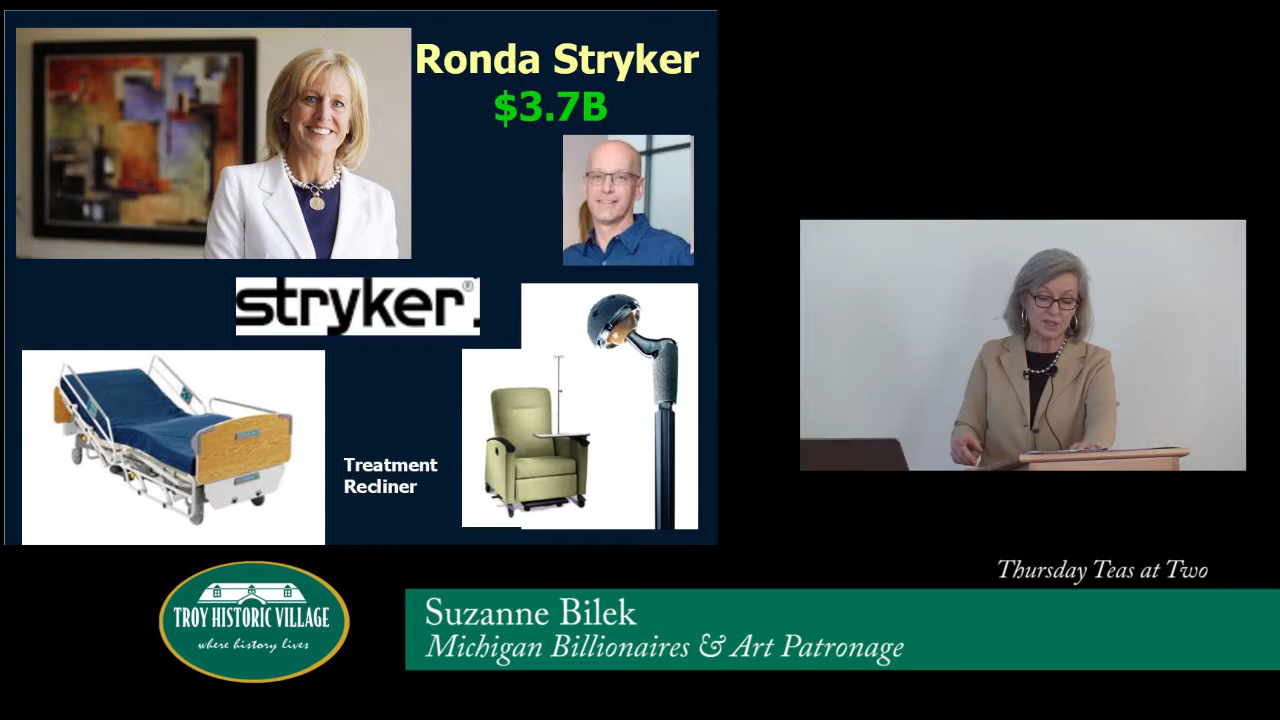 Ronda Stryker
$3.7B
stryker®
Treatment
Recliner
Thursday Teas at Two
TROY HISTORIC VILLAGE
where history lives
Suzanne Bilek
Michigan Billionaires & Art Patronage